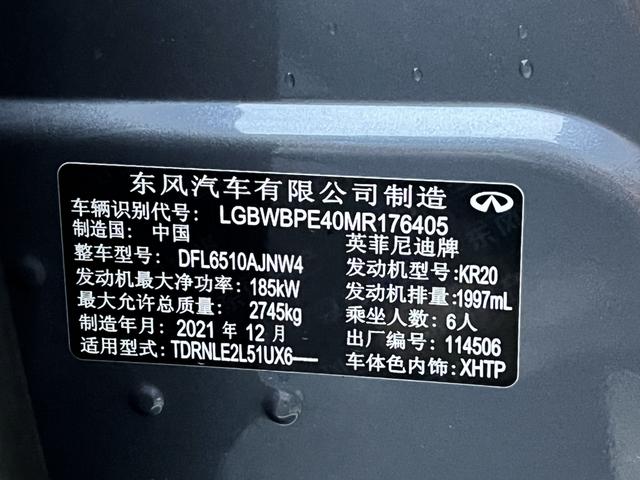 东风汽车有限公司制造
车辆识别代号: LGBWBPE40MR176405
制造国: 中国 英菲尼迪牌
整车型号: DFL6510AJNW4 发动机型号: KR20
发动机最大净功率: 185kW 发动机排量: 1997mL
最大允许总质量: 2745kg 乘坐人数: 6人
制造年月: 2021 年 12 月 出厂编号: 114506
适用型式: TDRNLE2L51UX6—— 车体色内饰: XHTP